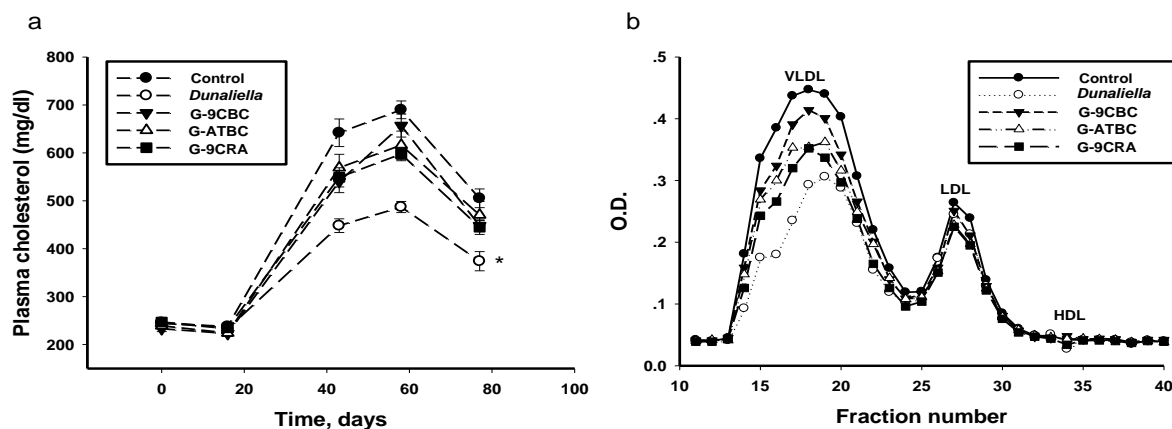 a
Plasma cholesterol (mg/dl)
800
700
600
500
400
300
200
Control
Dunaliella
G-9CBC
G-ATBC
G-9CRA
*
0 20 40 60 80 100
Time, days
b
O.D.
.5
.4
.3
.2
.1
0.0
VLDL
LDL
HDL
Control
Dunaliella
G-9CBC
G-ATBC
G-9CRA
10 15 20 25 30 35 40
Fraction number